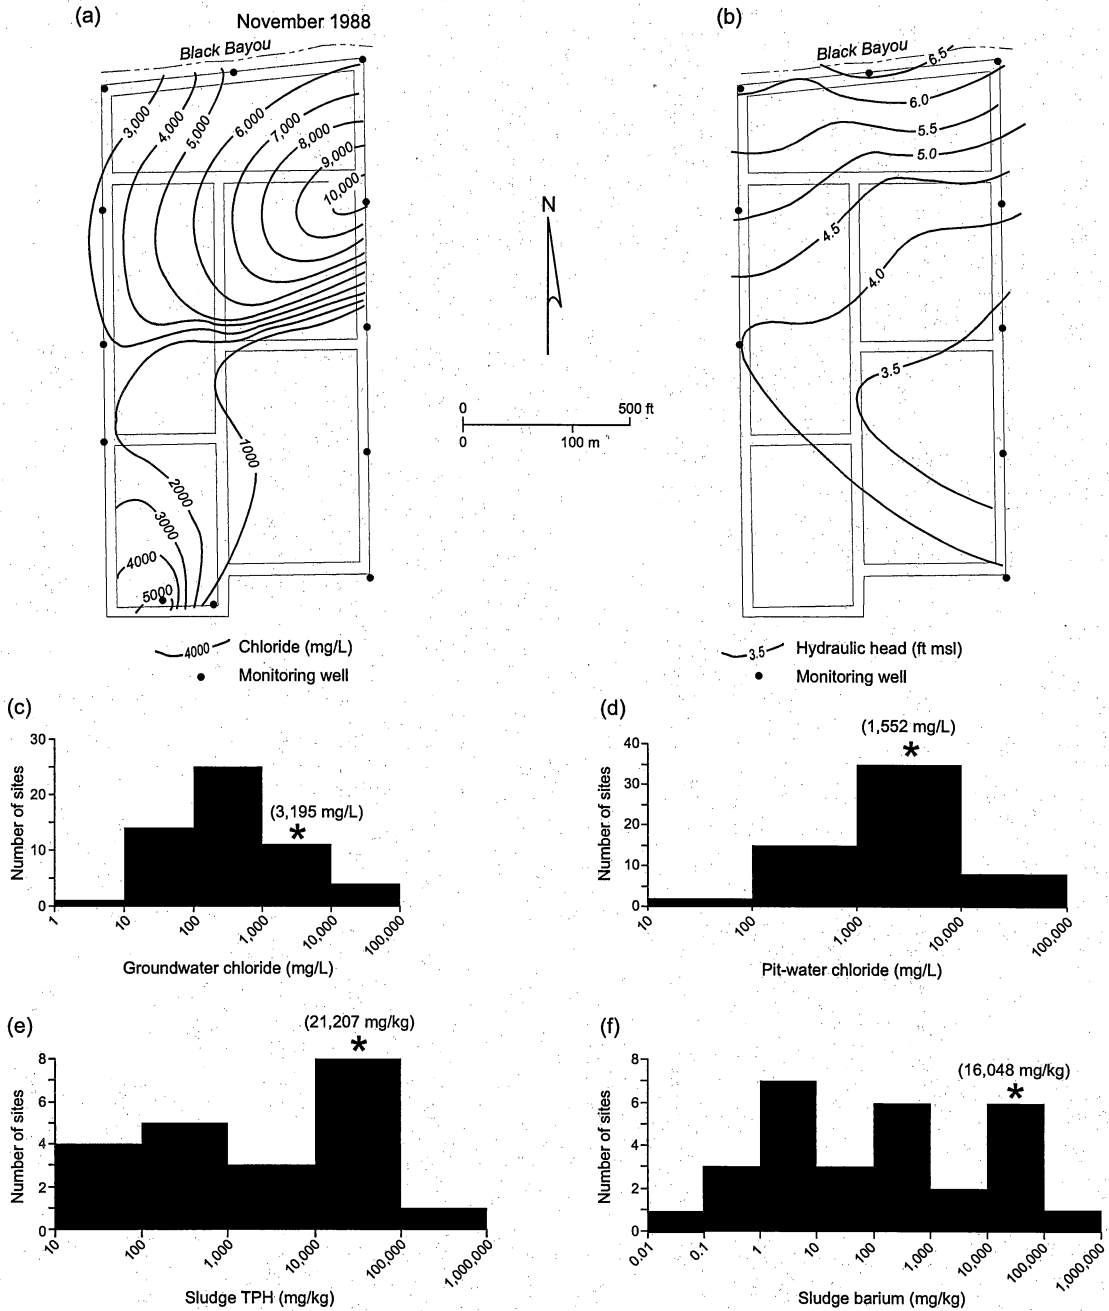 (a)
November 1988
Black Bayou
3,000
4,000
5,000
6,000
7,000
8,000
9,000
10,000
1000
2000
3000
4000
5000
4000 Chloride (mg/L)
Monitoring well
N
0 500 ft
0 100 m
(b)
Black Bayou
6.5
6.0
5.5
5.0
4.5
4.0
3.5
3.5 Hydraulic head (ft msl)
Monitoring well
(c)
Number of sites
30
20
10
0
(3,195 mg/L)
*
1 10 100 1,000 10,000 100,000
Groundwater chloride (mg/L)
(d)
Number of sites
40
30
20
10
0
(1,552 mg/L)
*
10 100 1,000 10,000 100,000
Pit-water chloride (mg/L)
(e)
Number of sites
8
6
4
2
0
(21,207 mg/kg)
*
10 100 1,000 10,000 100,000 1,000,000
Sludge TPH (mg/kg)
(f)
Number of sites
8
6
4
2
0
(16,048 mg/kg)
*
0.01 0.1 1 10 100 1,000 10,000 100,000 1,000,000
Sludge barium (mg/kg)